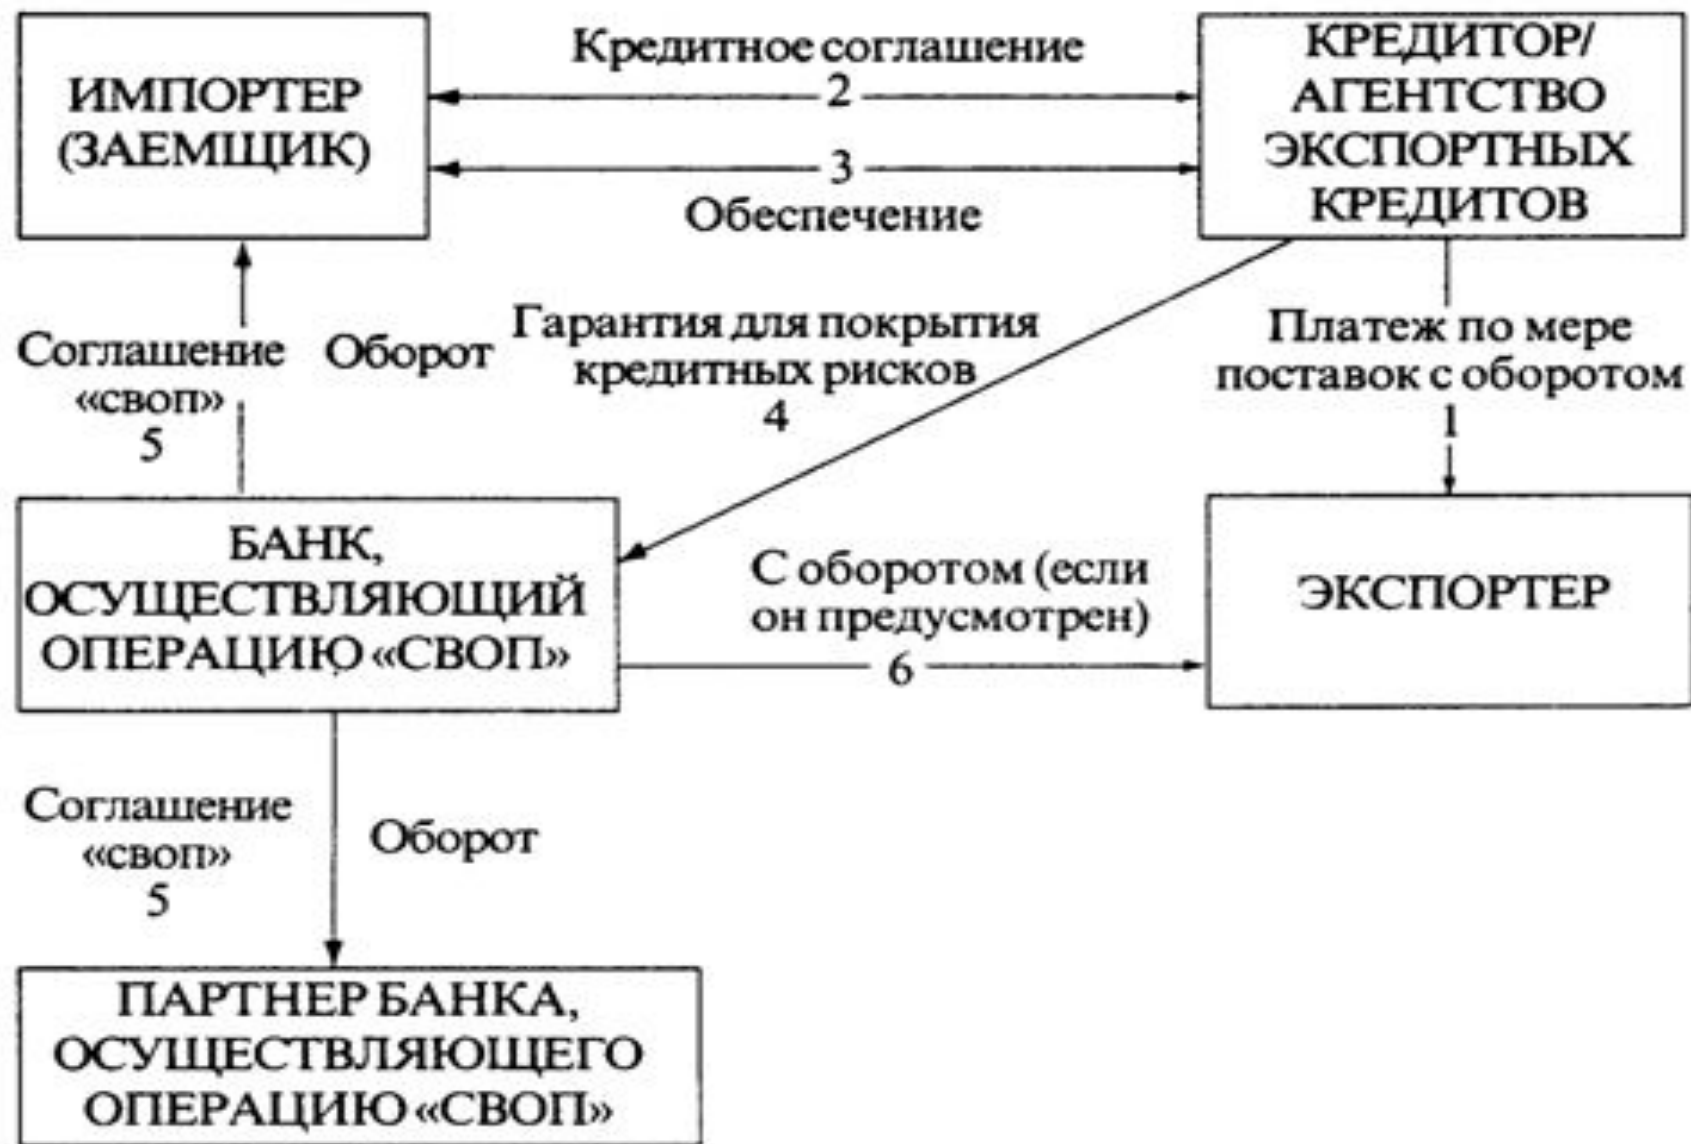 ИМПОРТЕР
(ЗАЕМЩИК)
Кредитное соглашение
2
3
Обеспечение
КРЕДИТОР/
АГЕНТСТВО
ЭКСПОРТНЫХ
КРЕДИТОВ
Соглашение
«своп»
5
Оборот
Гарантия для покрытия
кредитных рисков
4
Платеж по мере
поставок с оборотом
1
БАНК,
ОСУЩЕСТВЛЯЮЩИЙ
ОПЕРАЦИЮ «СВОП»
С оборотом (если
он предусмотрен)
6
ЭКСПОРТЕР
Соглашение
«своп»
5
Оборот
ПАРТНЕР БАНКА,
ОСУЩЕСТВЛЯЮЩЕГО
ОПЕРАЦИЮ «СВОП»